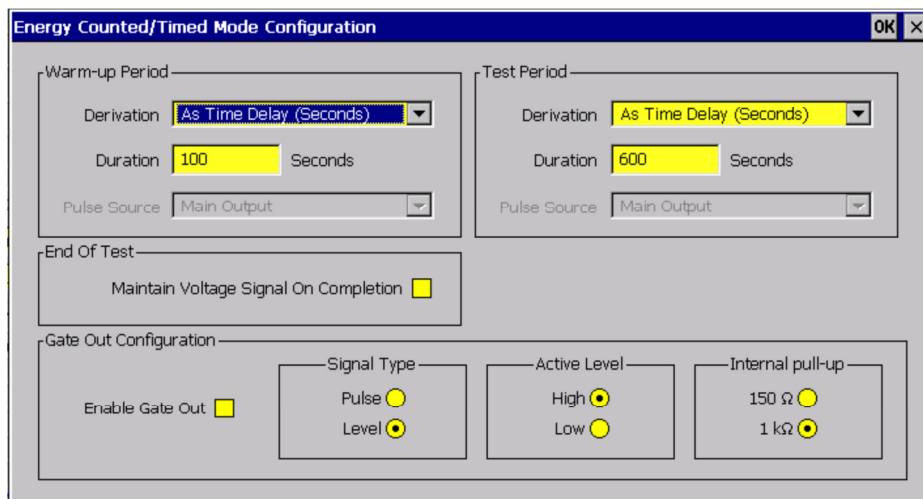 Energy Counted/Timed Mode Configuration OK ×
Warm-up Period
Derivation As Time Delay (Seconds)
Duration 100 Seconds
Pulse Source Main Output
Test Period
Derivation As Time Delay (Seconds)
Duration 600 Seconds
Pulse Source Main Output
End Of Test
Maintain Voltage Signal On Completion
Gate Out Configuration
Enable Gate Out
Signal Type
Pulse
Level
Active Level
High
Low
Internal pull-up
150 Ω
1 kΩ